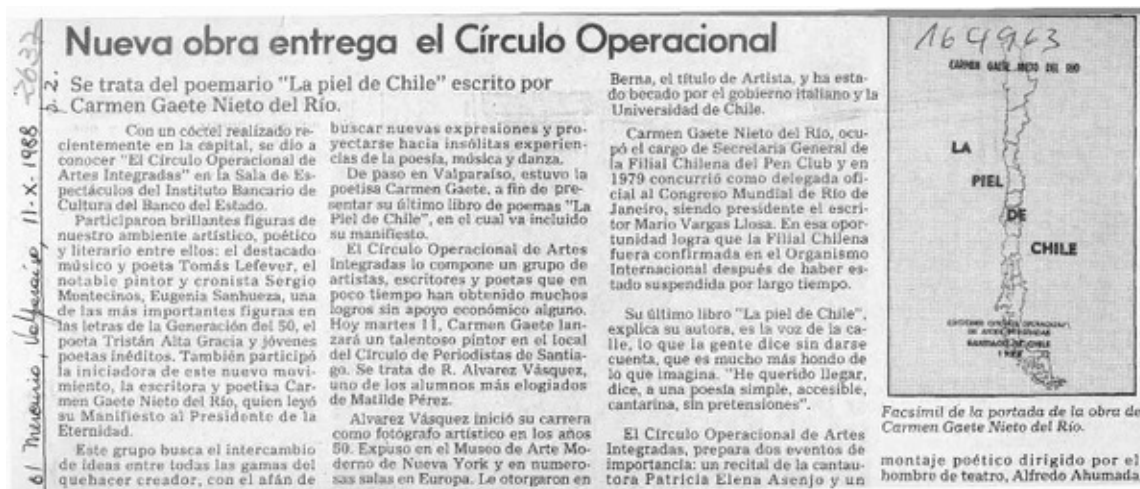 Nueva obra entrega el Círculo Operacional
Se trata del poemario "La piel de Chile" escrito por
Carmen Gaete Nieto del Río.
Con un cóctel realizado re-
cientemente en la capital, se dio a
conocer "El Círculo Operacional de
Artes Integradas" en la Sala de Es-
pectáculos del Instituto Bancario de
Cultura del Banco del Estado.
Participaron brillantes figuras de
nuestro ambiente artístico, poético
y literario entre ellos: el destacado
músico y poeta Tomás Lefever, el
notable pintor y cronista Sergio
Montecinos, Eugenia Sanhueza, una
de las más importantes figuras en
las letras de la Generación del 50, el
poeta Tristán Alta Gracia y jóvenes
poetas inéditos. También participó
la iniciadora de este nuevo movi-
miento, la escritora y poetisa Car-
men Gaete Nieto del Río, quien leyó
su Manifiesto al Presidente de la
Eternidad.
Este grupo busca el intercambio
de ideas entre todas las gamas del
quehacer creador, con el afán de
buscar nuevas expresiones y pro-
yectarse hacia insólitas experien-
cias de la poesía, música y danza.
De paso en Valparaíso, estuvo la
poetisa Carmen Gaete, a fin de pre-
sentar su último libro de poemas "La
Piel de Chile", en el cual va incluido
su manifiesto.
El Círculo Operacional de Artes
Integradas lo compone un grupo de
artistas, escritores y poetas que en
poco tiempo han obtenido muchos
logros sin apoyo económico alguno.
Hoy martes 11, Carmen Gaete lan-
zará un talentoso pintor en el local
del Círculo de Periodistas de Santia-
go. Se trata de R. Alvarez Vásquez,
uno de los alumnos más elogiados
de Matilde Pérez.
Alvarez Vásquez inició su carrera
como fotógrafo artístico en los años
50. Expuso en el Museo de Arte Mo-
derno de Nueva York y en numero-
sas salas en Europa. Le otorgaron en
Berna, el título de Artista, y ha esta-
do becado por el gobierno italiano y la
Universidad de Chile.
Carmen Gaete Nieto del Río, ocu-
pó el cargo de Secretaria General de
la Filial Chilena del Pen Club y en
1979 concurrió como delegada ofi-
cial al Congreso Mundial de Río de
Janeiro, siendo presidente el escri-
tor Mario Vargas Llosa. En esa opor-
tunidad logra que la Filial Chilena
fuera confirmada en el Organismo
Internacional después de haber es-
tado suspendida por largo tiempo.
Su último libro "La piel de Chile",
explica su autora, es la voz de la ca-
lle, lo que la gente dice sin darse
cuenta, que es mucho más hondo de
lo que imagina. "He querido llegar,
dice, a una poesía simple, accesible,
cantarina, sin pretensiones".
El Círculo Operacional de Artes
Integradas, prepara dos eventos de
importancia: un recital de la cantau-
tora Patricia Elena Asenjo y un
164963
CARMEN GAETE NIETO DEL RIO
LA
PIEL
DE
CHILE
Facsímil de la portada de la obra de
Carmen Gaete Nieto del Río.
montaje poético dirigido por el
hombre de teatro, Alfredo Ahumada
El Mercurio, Valparaíso, 11-X-1988 p. 2.